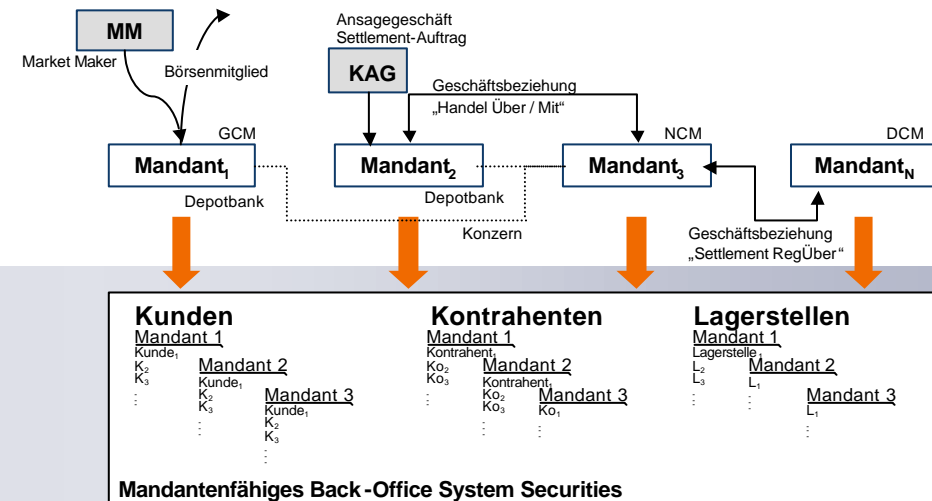 MM
Market Maker
Börsenmitglied
Ansagegeschäft
Settlement-Auftrag
KAG
Geschäftsbeziehung
„Handel Über / Mit“
GCM
NCM
DCM
Mandant1
Mandant2
Mandant3
MandantN
Depotbank
Depotbank
Konzern
Geschäftsbeziehung
„Settlement RegÜber“
Kunden
Mandant 1
Kunde1
K2
K3
:
Mandant 2
Kunde1
K2
K3
:
Mandant 3
Kunde1
K2
K3
:
Kontrahenten
Mandant 1
Kontrahent1
Ko2
Ko3
:
Mandant 2
Kontrahent1
Ko2
Ko3
:
Mandant 3
Ko1
:
Lagerstellen
Mandant 1
Lagerstelle1
L2
L3
:
Mandant 2
L1
:
Mandant 3
L1
:
Mandantenfähiges Back-Office System Securities